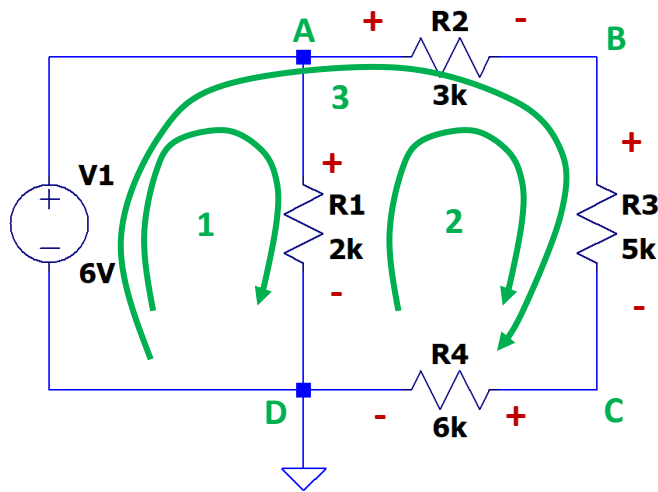 A
+
R2
-
B
3
3k
+
V1
+
R1
R3
1
2
2k
5k
6V
-
-
R4
D
-
6k
+
C